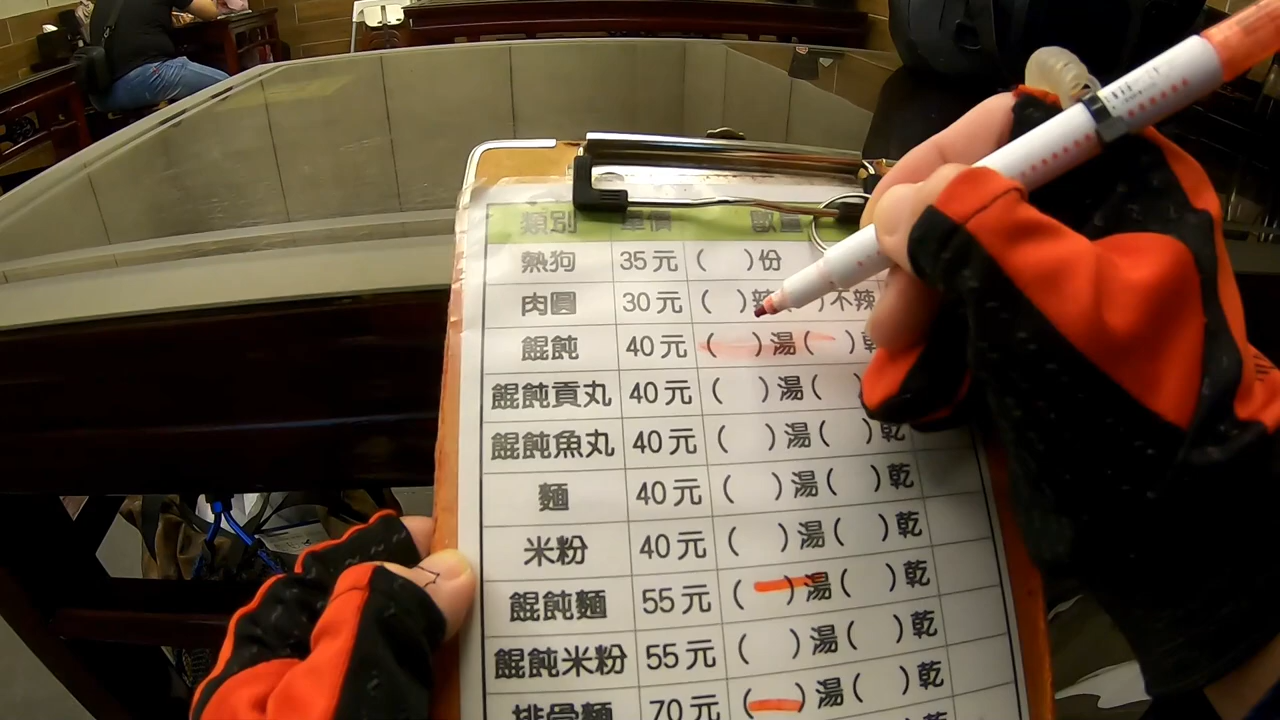 類別 單價 數量
熱狗 35元 ( )份
肉圓 30元 ( )辣( )不辣
餛飩 40元 ( )湯( )乾
餛飩貢丸 40元 ( )湯(
餛飩魚丸 40元 ( )湯( )乾
麵 40元 ( )湯( )乾
米粉 40元 ( )湯( )乾
餛飩麵 55元 ( )湯( )乾
餛飩米粉 55元 ( )湯( )乾
排骨麵 70元 ( )湯( )乾